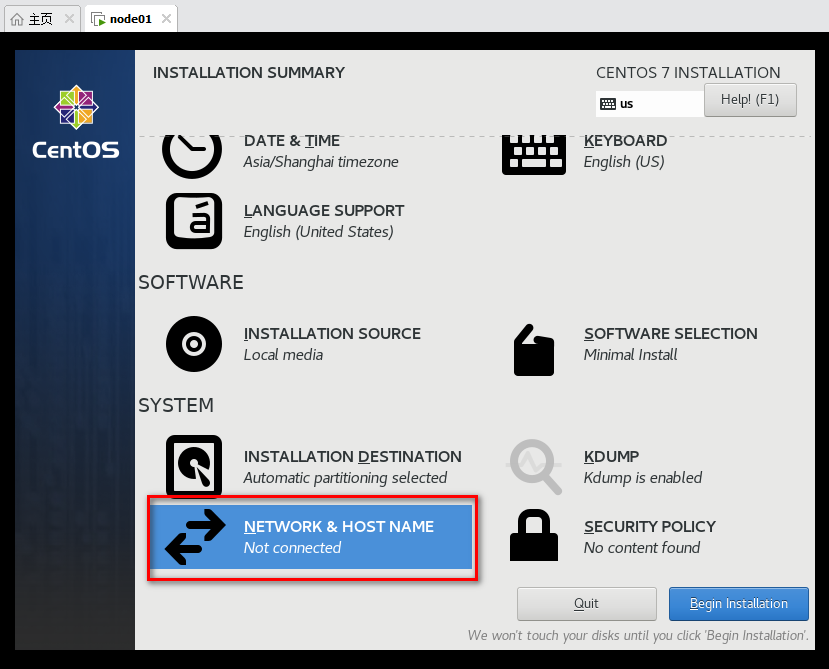 主页
node01
INSTALLATION SUMMARY
CENTOS 7 INSTALLATION
us
Help! (F1)
CentOS
DATE & TIME
Asia/Shanghai timezone
KEYBOARD
English (US)
á
LANGUAGE SUPPORT
English (United States)
SOFTWARE
INSTALLATION SOURCE
Local media
SOFTWARE SELECTION
Minimal Install
SYSTEM
INSTALLATION DESTINATION
Automatic partitioning selected
KDUMP
Kdump is enabled
NETWORK & HOST NAME
Not connected
SECURITY POLICY
No content found
Quit
Begin Installation
We won't touch your disks until you click 'Begin Installation'.